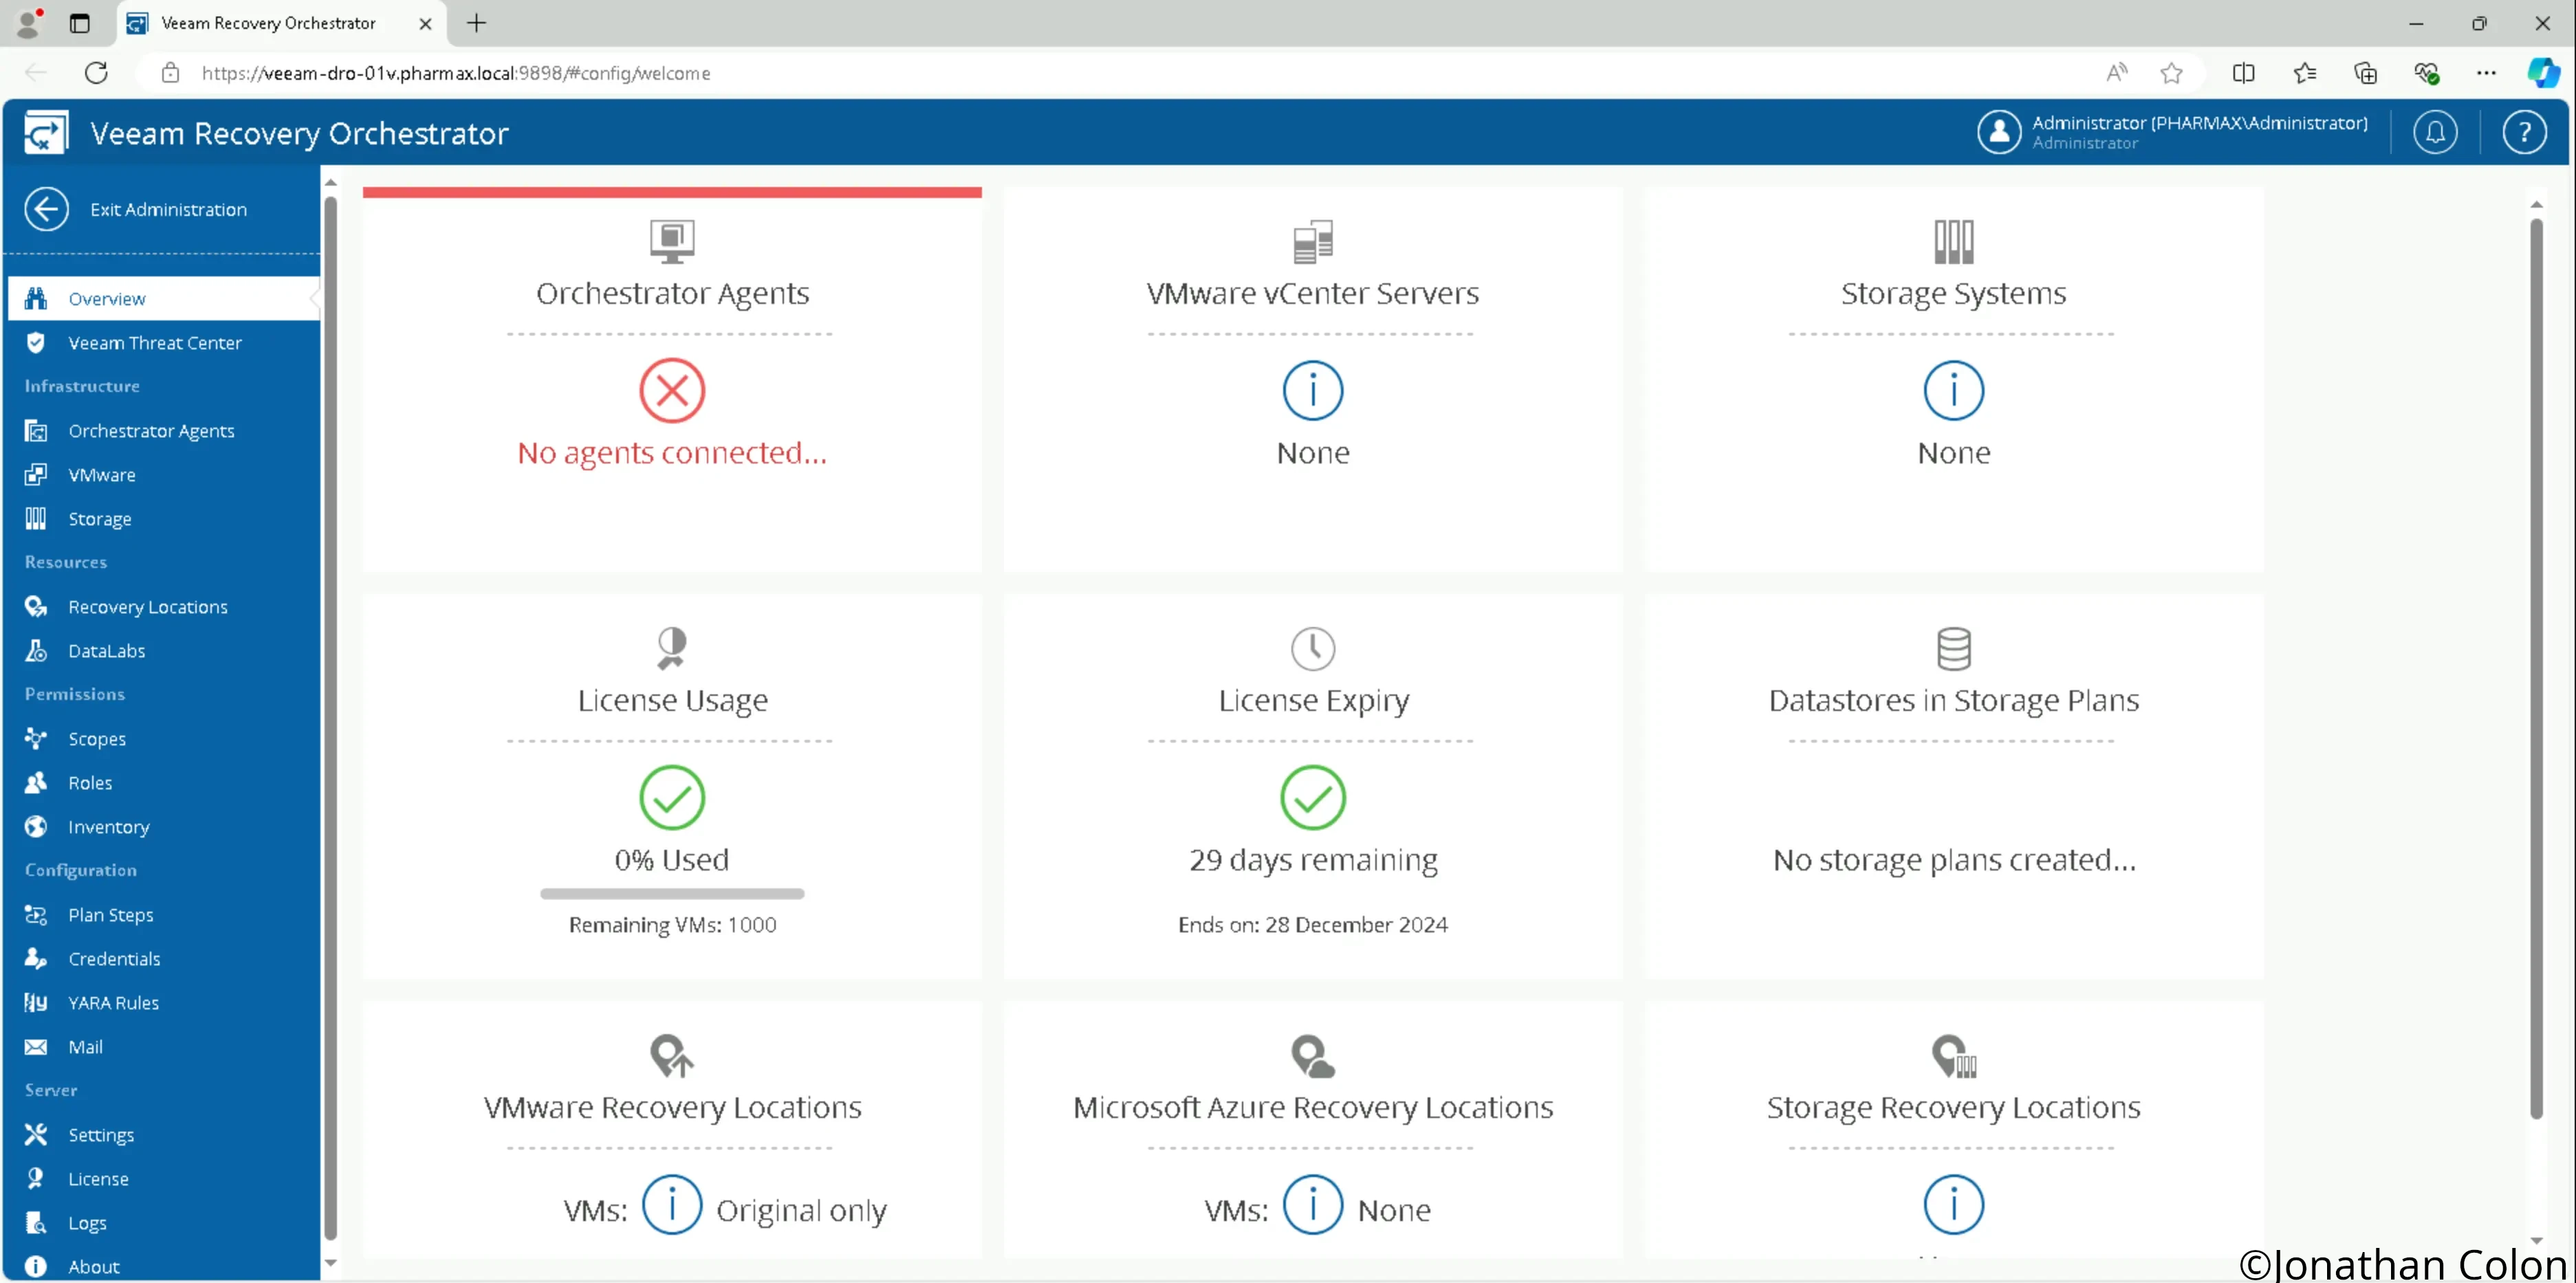 Veeam Recovery Orchestrator
https://veeam-dro-01v.pharmax.local:9898/#config/welcome
Veeam Recovery Orchestrator
Administrator (PHARMAX\Administrator)
Administrator
?
Exit Administration
Overview
Veeam Threat Center
Infrastructure
Orchestrator Agents
VMware
Storage
Resources
Recovery Locations
DataLabs
Permissions
Scopes
Roles
Inventory
Configuration
Plan Steps
Credentials
YARA Rules
Mail
Server
Settings
License
Logs
About
Orchestrator Agents
No agents connected...
VMware vCenter Servers
None
Storage Systems
None
License Usage
0% Used
Remaining VMs: 1000
License Expiry
29 days remaining
Ends on: 28 December 2024
Datastores in Storage Plans
No storage plans created...
VMware Recovery Locations
VMs: Original only
Microsoft Azure Recovery Locations
VMs: None
Storage Recovery Locations
©Jonathan Colon